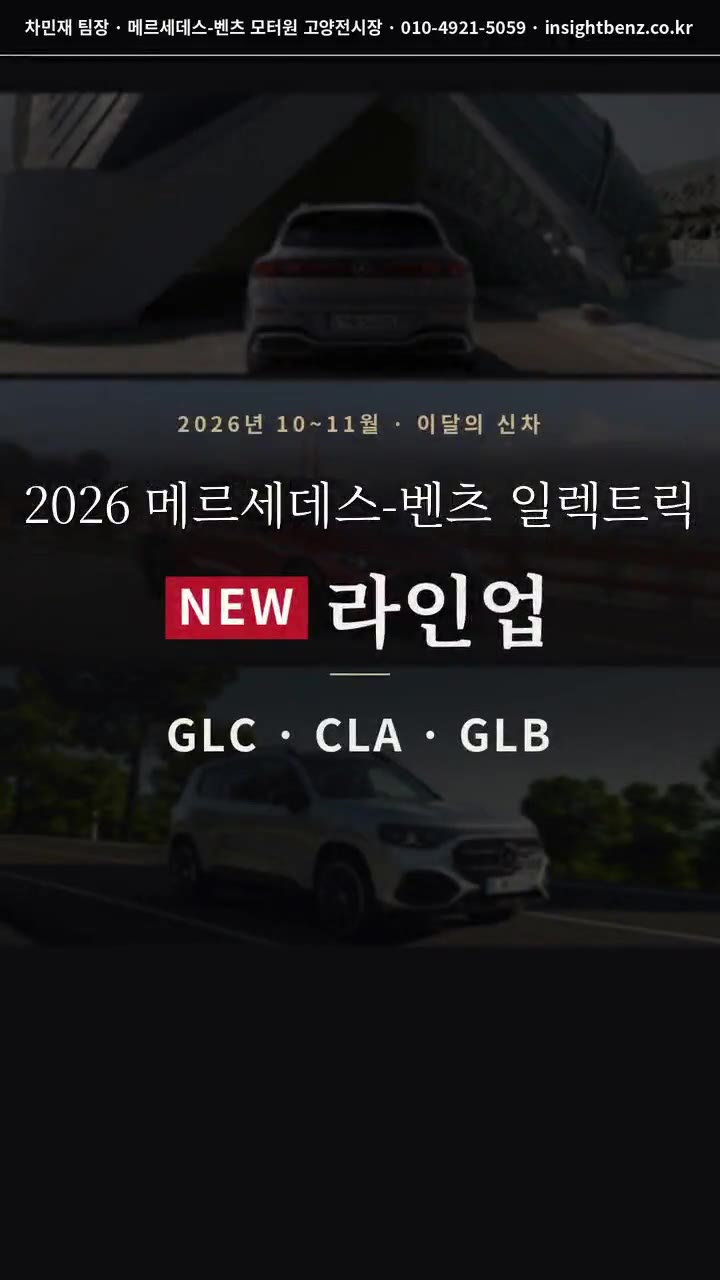 차민재 팀장 · 메르세데스-벤츠 모터원 고양전시장 · 010-4921-5059 · insightbenz.co.kr
2026년 10~11월 · 이달의 신차
2026 메르세데스-벤츠 일렉트릭
NEW 라인업
GLC · CLA · GLB